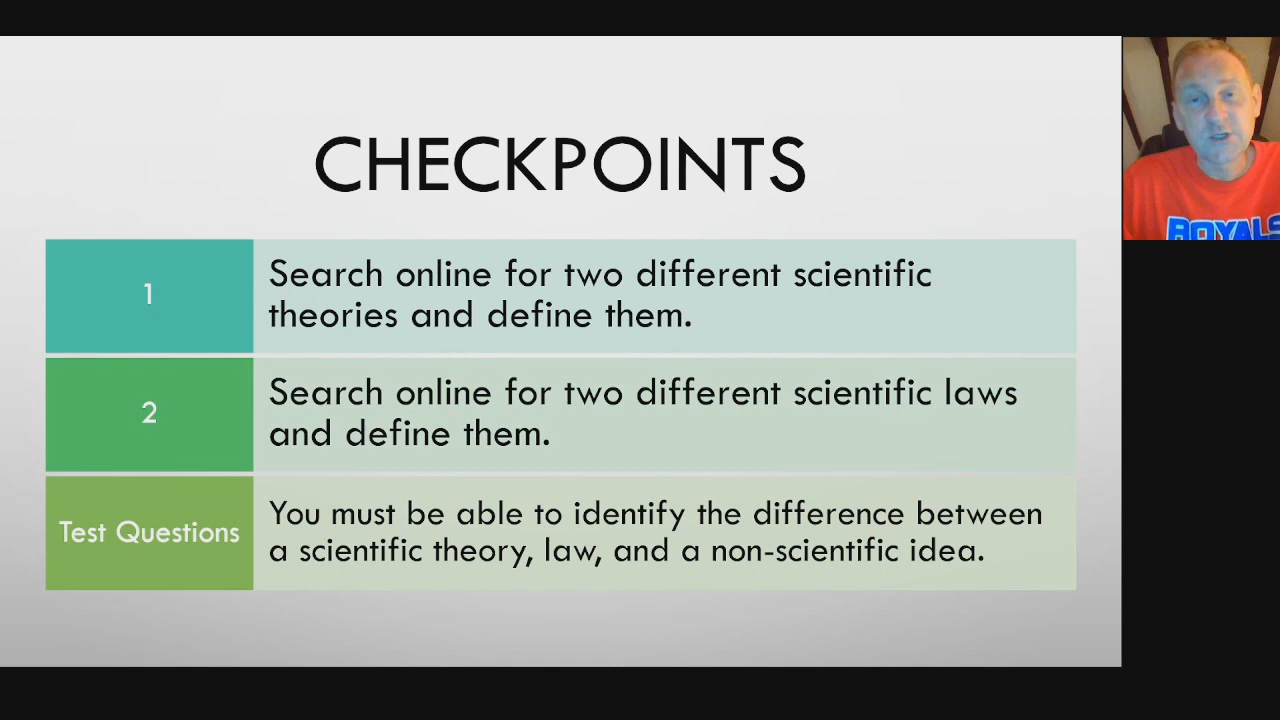 CHECKPOINTS
1
Search online for two different scientific
theories and define them.
2
Search online for two different scientific laws
and define them.
Test Questions
You must be able to identify the difference between
a scientific theory, law, and a non-scientific idea.
ROYALS